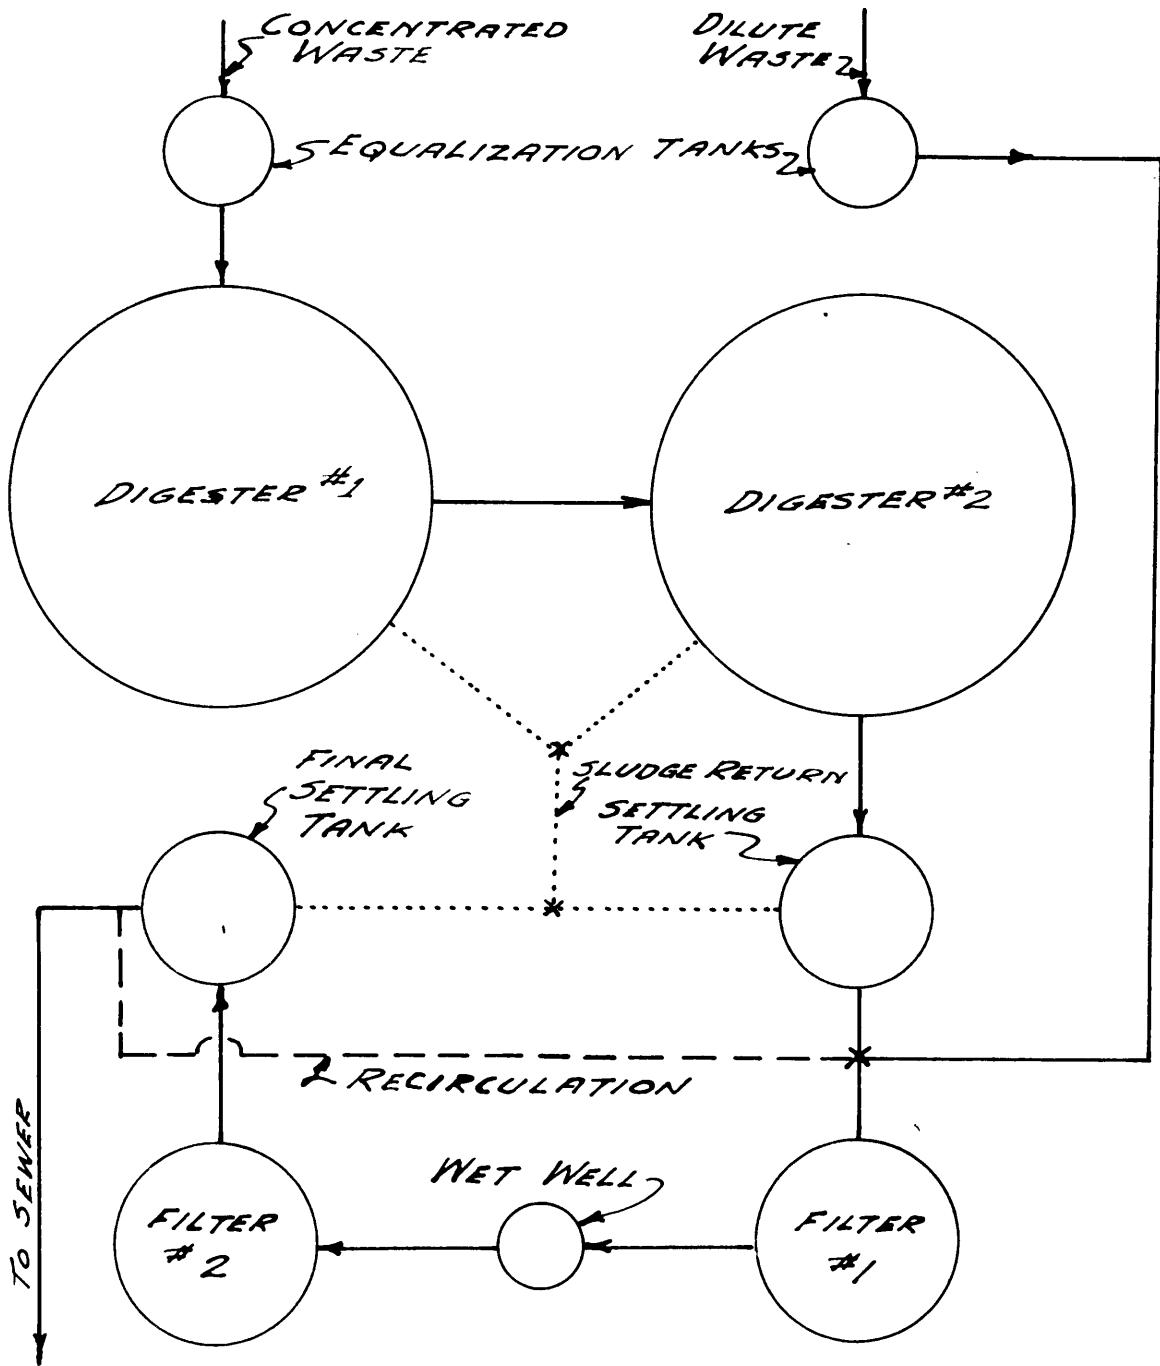 CONCENTRATED
WASTE
DILUTE
WASTE
EQUALIZATION TANKS
DIGESTER #1
DIGESTER #2
FINAL
SETTLING
TANK
SLUDGE RETURN
SETTLING
TANK
RECIRCULATION
TO SEWER
WET WELL
FILTER
#2
FILTER
#1